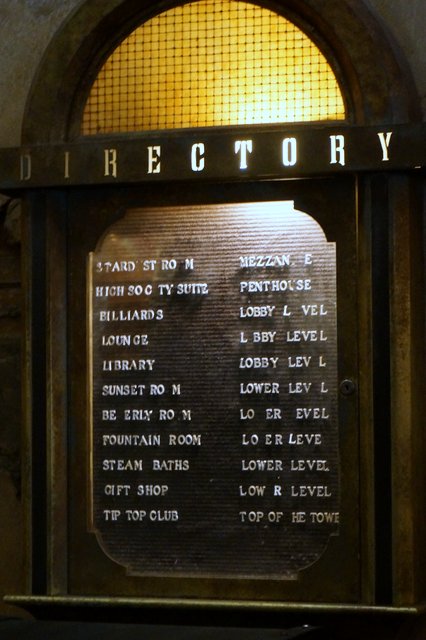 DIRECTORY
STARD ST RO M MEZZAN E
HIGH SOC TY SUITE PENTHO SE
BILLIARDS LOBBY L VEL
LOUNGE L BBY LEVEL
LIBRARY LOBBY LEV L
SUNSET RO M LOWER LEV L
BE ERLY RO M LO ER EVEL
FOUNTAIN ROOM LO ER LEVE
STEAM BATHS LOWER LEVEL
GIFT SHOP LOW R LEVEL
TIP TOP CLUB TOP OF HE TOWE